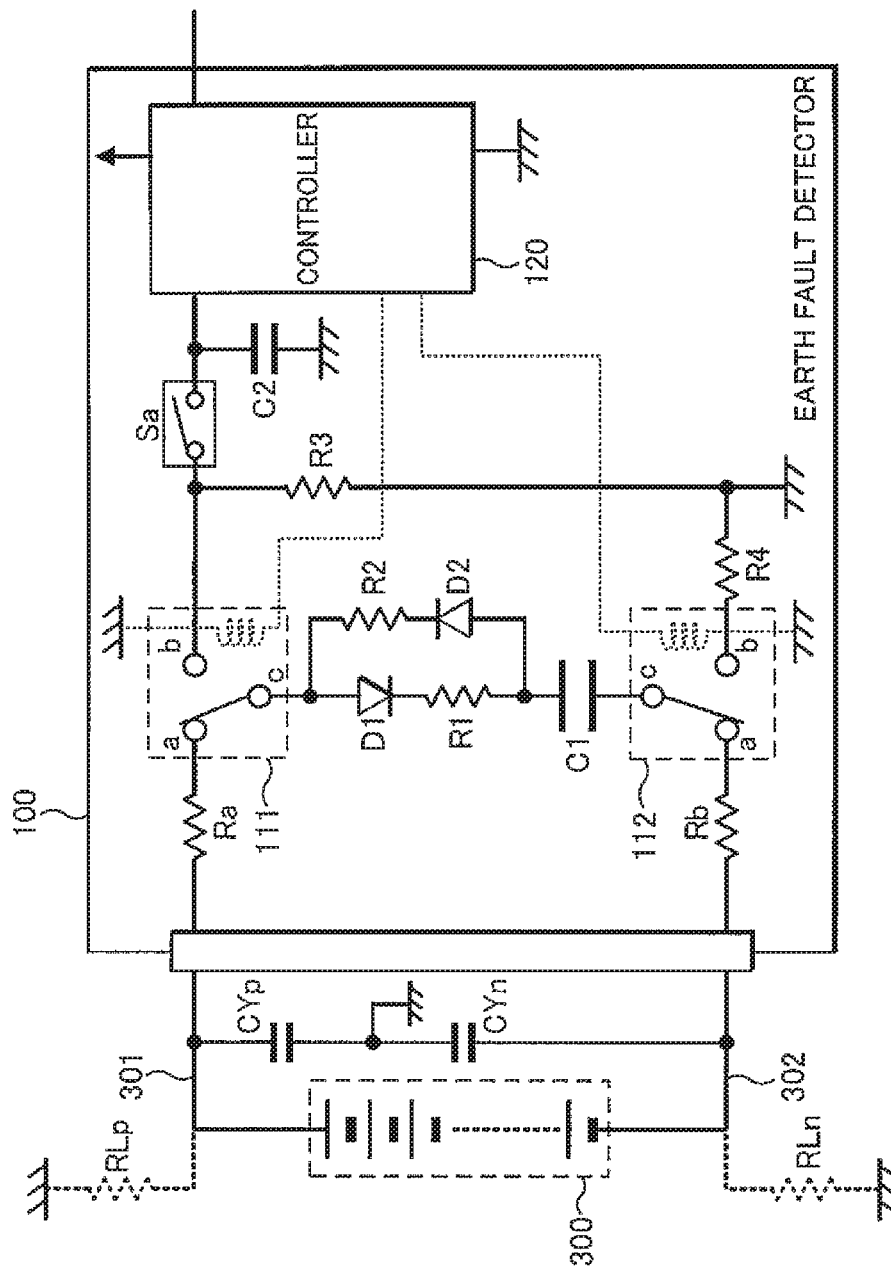 100
EARTH FAULT DETECTOR
CONTROLLER
120
Sa
C2
R3
R4
R2
D2
D1
R1
C1
a
b
c
111
Ra
a
b
c
112
Rb
301
CYp
CYn
302
RLp
RLn
300